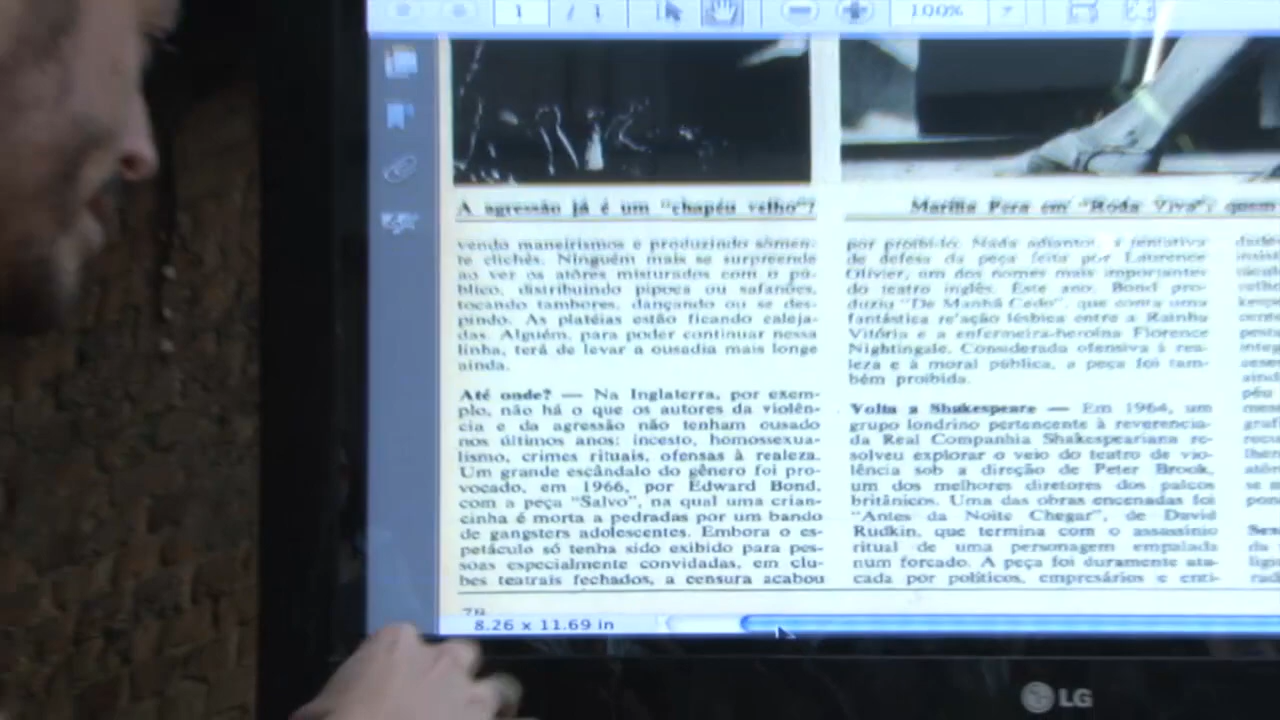 1 / 1 100%
A agressão já é um "chapéu velho"?
Marília Pera em "Roda Viva": quem
vendo maneirismos e produzindo sòmen-
te clichês. Ninguém mais se surpreende
ao ver os atôres misturados com o pú-
blico, distribuindo pipoca ou safanões,
tocando tambores, dançando ou se des-
pindo. As platéias estão ficando caleja-
das. Alguém, para poder continuar nessa
linha, terá de levar a ousadia mais longe
ainda.
Até onde? — Na Inglaterra, por exem-
plo, não há o que os autores da violên-
cia e da agressão não tenham ousado
nos últimos anos: incesto, homossexua-
lismo, crimes rituais, ofensas à realeza.
Um grande escândalo do gênero foi pro-
vocado, em 1966, por Edward Bond,
com a peça "Salvo", na qual uma crian-
cinha é morta a pedradas por um bando
de gangsters adolescentes. Embora o es-
petáculo só tenha sido exibido para pes-
soas especialmente convidadas, em clu-
bes teatrais fechados, a censura acabou
por proibi-lo. Nada adiantou a tentativa
de defesa da peça feita por Laurence
Olivier, um dos nomes mais importantes
do teatro inglês. Este ano, Bond pro-
duziu "De Manhã Cedo", que conta uma
fantástica relação lésbica entre a Rainha
Vitória e a enfermeira-heroína Florence
Nightingale. Considerada ofensiva à rea-
leza e à moral pública, a peça foi tam-
bém proibida.
Volta a Shakespeare — Em 1964, um
grupo londrino pertencente à reverencia-
da Real Companhia Shakespeariana re-
solveu explorar o veio do teatro de vio-
lência sob a direção de Peter Brook,
um dos melhores diretores dos palcos
britânicos. Uma das obras encenadas foi
"Antes da Noite Chegar", de David
Rudkin, que termina com o assassínio
ritual de uma personagem empalada
num forcado. A peça foi duramente ata-
cada por políticos, empresários e enti-
78
8.26 x 11.69 in
LG